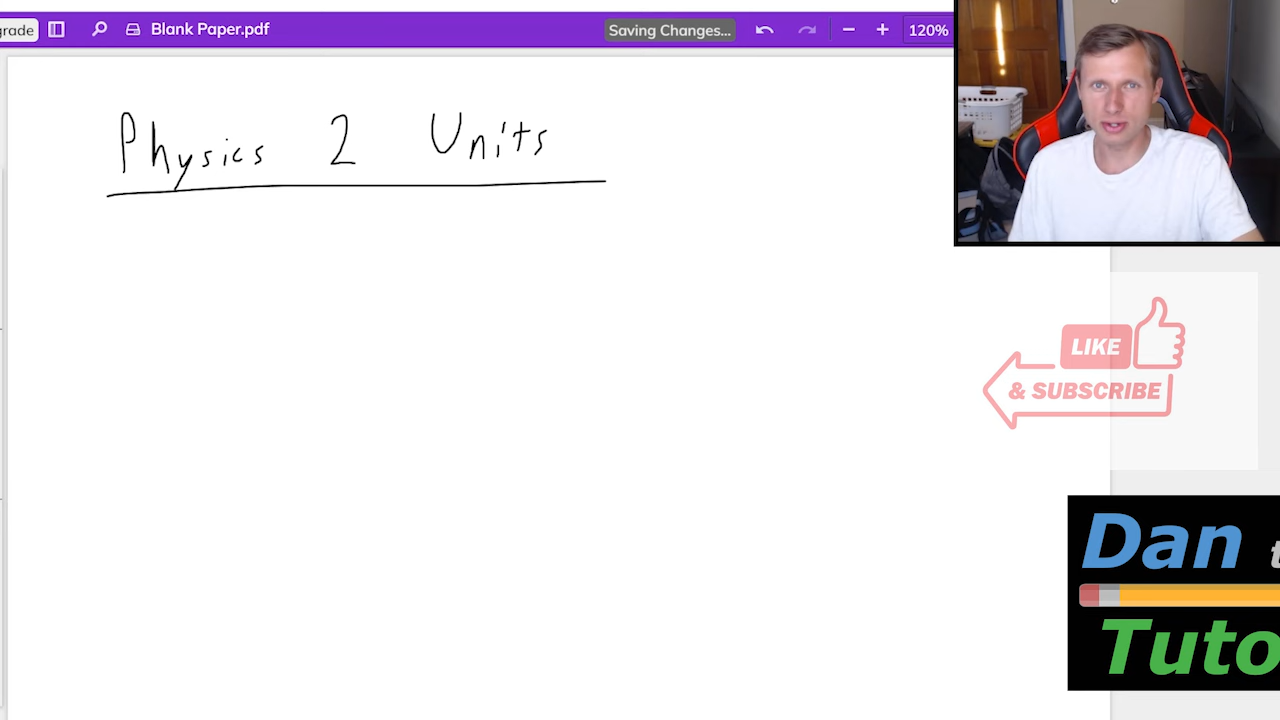 grade Blank Paper.pdf Saving Changes... 120%
Physics 2 Units
LIKE
& SUBSCRIBE
Dan t
Tuto